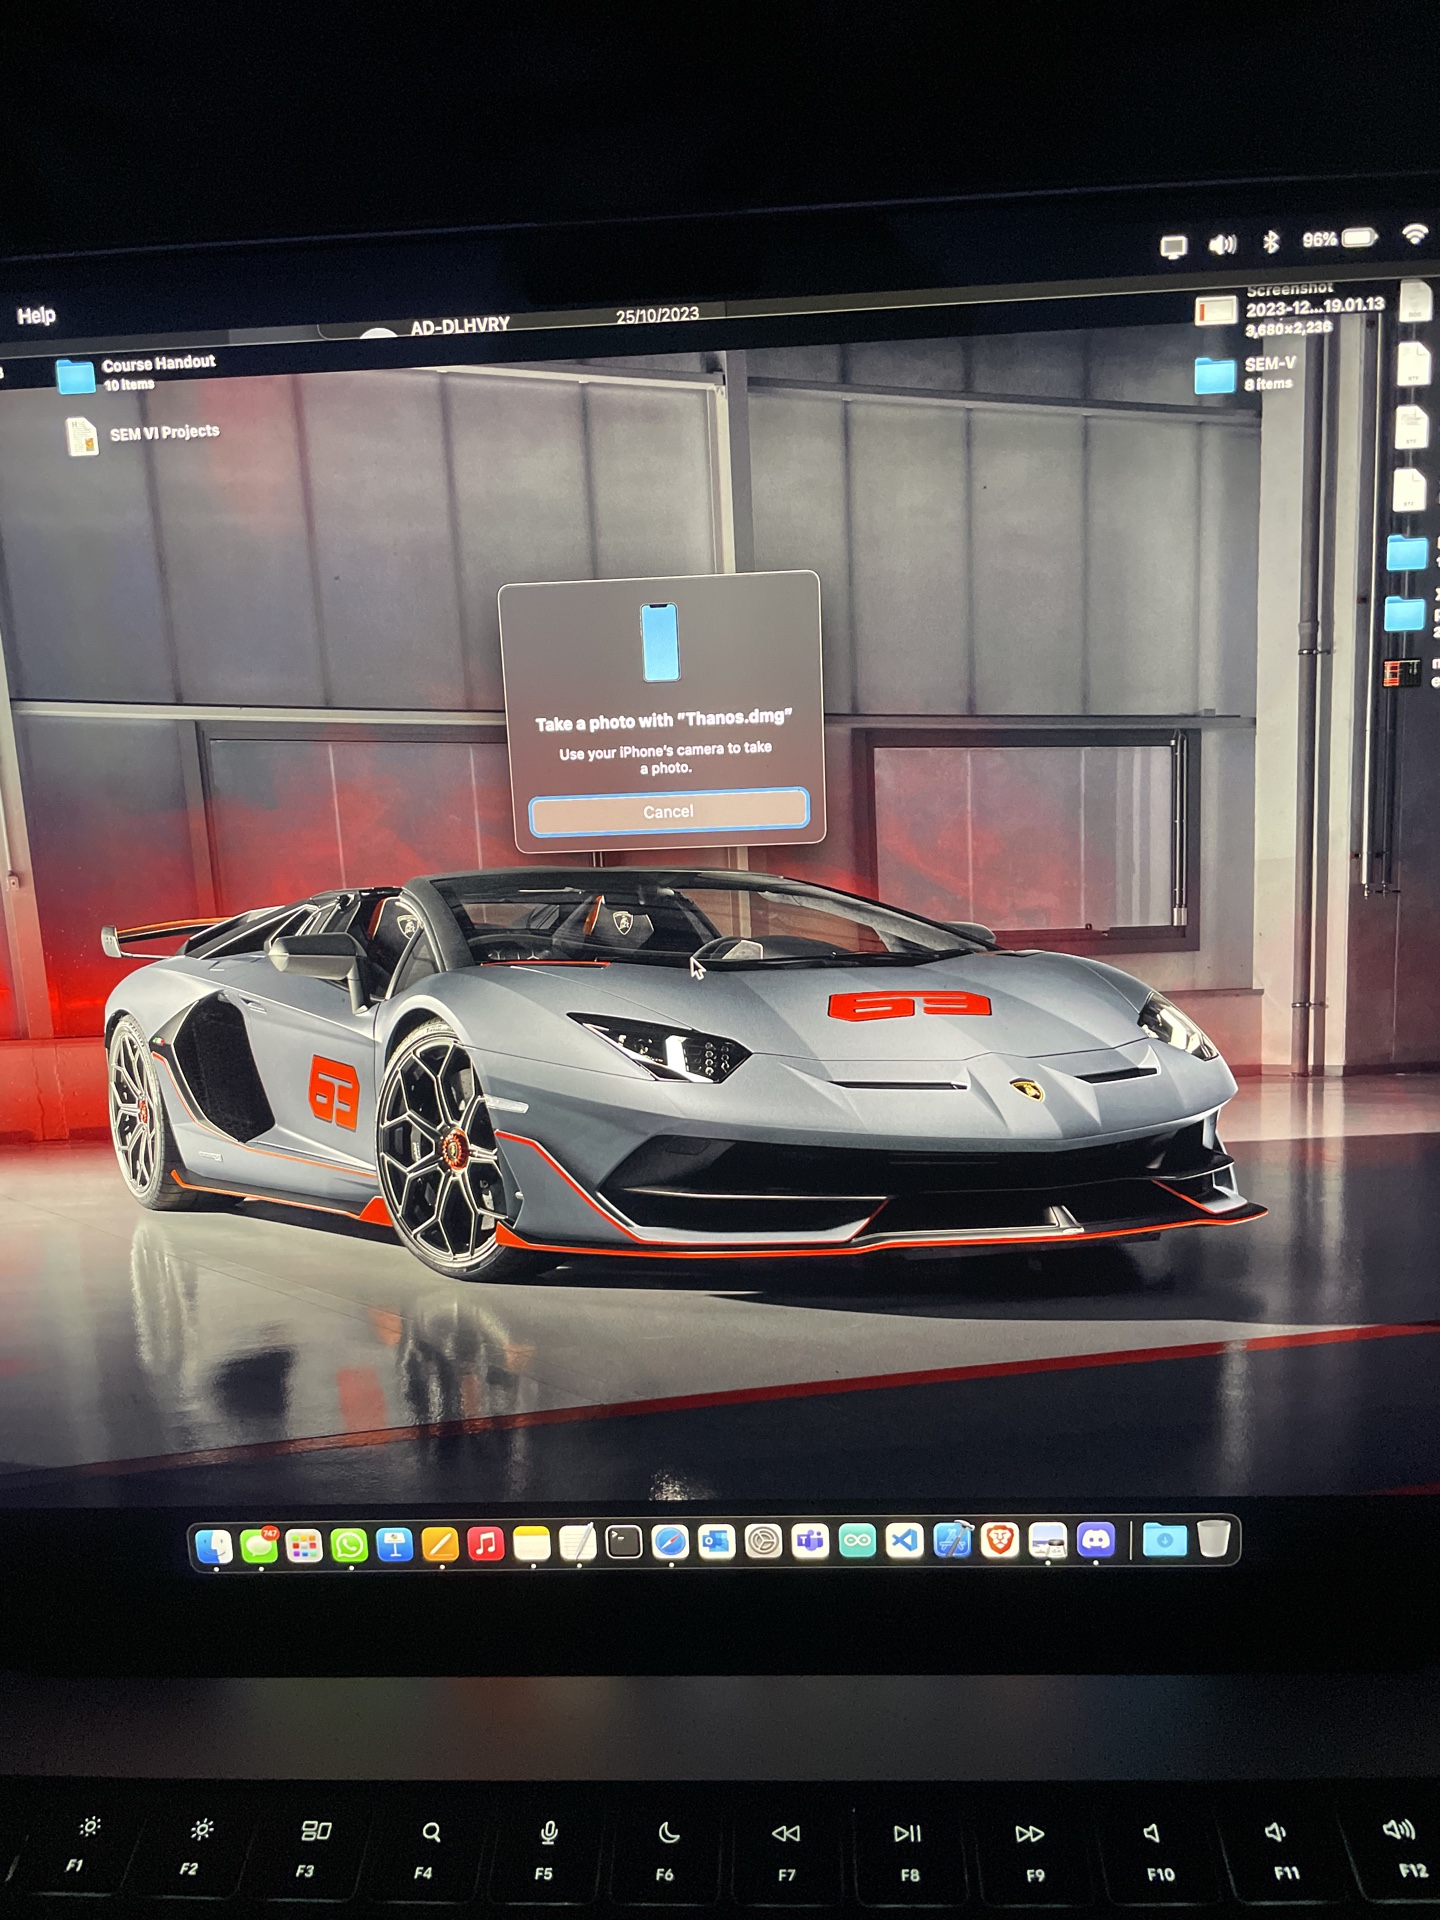 96%
Help
AD-DLHVRY
25/10/2023
Screenshot
2023-12...19.01.13
3,680×2,236
Course Handout
10 items
SEM-V
8 items
SEM VI Projects
Take a photo with "Thanos.dmg"
Use your iPhone's camera to take
a photo.
Cancel
63
63
747
F1
F2
F3
F4
F5
F6
F7
F8
F9
F10
F11
F12